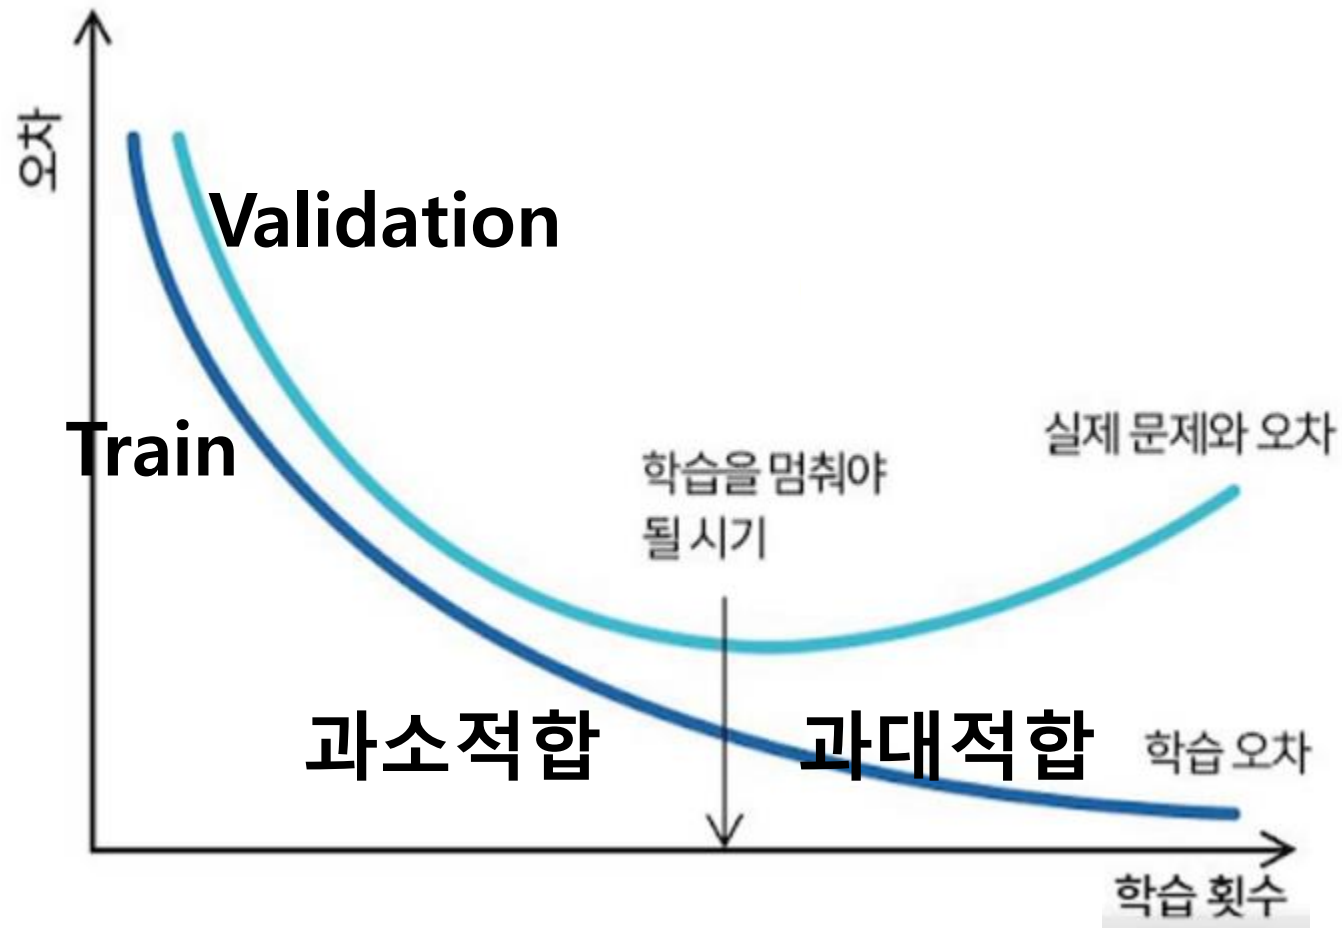 오차
Validation
Train
실제 문제와 오차
학습을 멈춰야
될 시기
과소적합
과대적합
학습 오차
학습 횟수